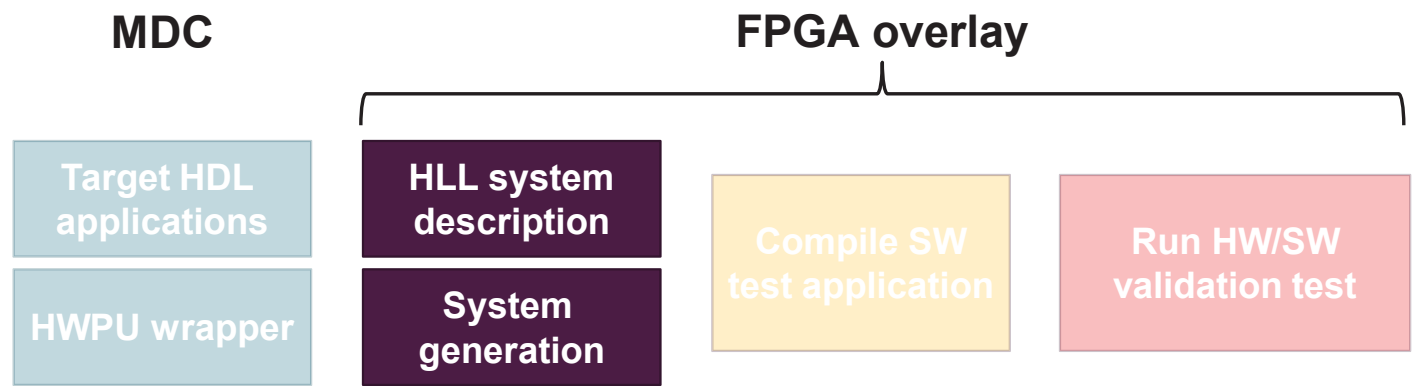 MDC
FPGA overlay
Target HDL
applications
HWPU wrapper
HLL system
description
System
generation
Compile SW
test application
Run HW/SW
validation test